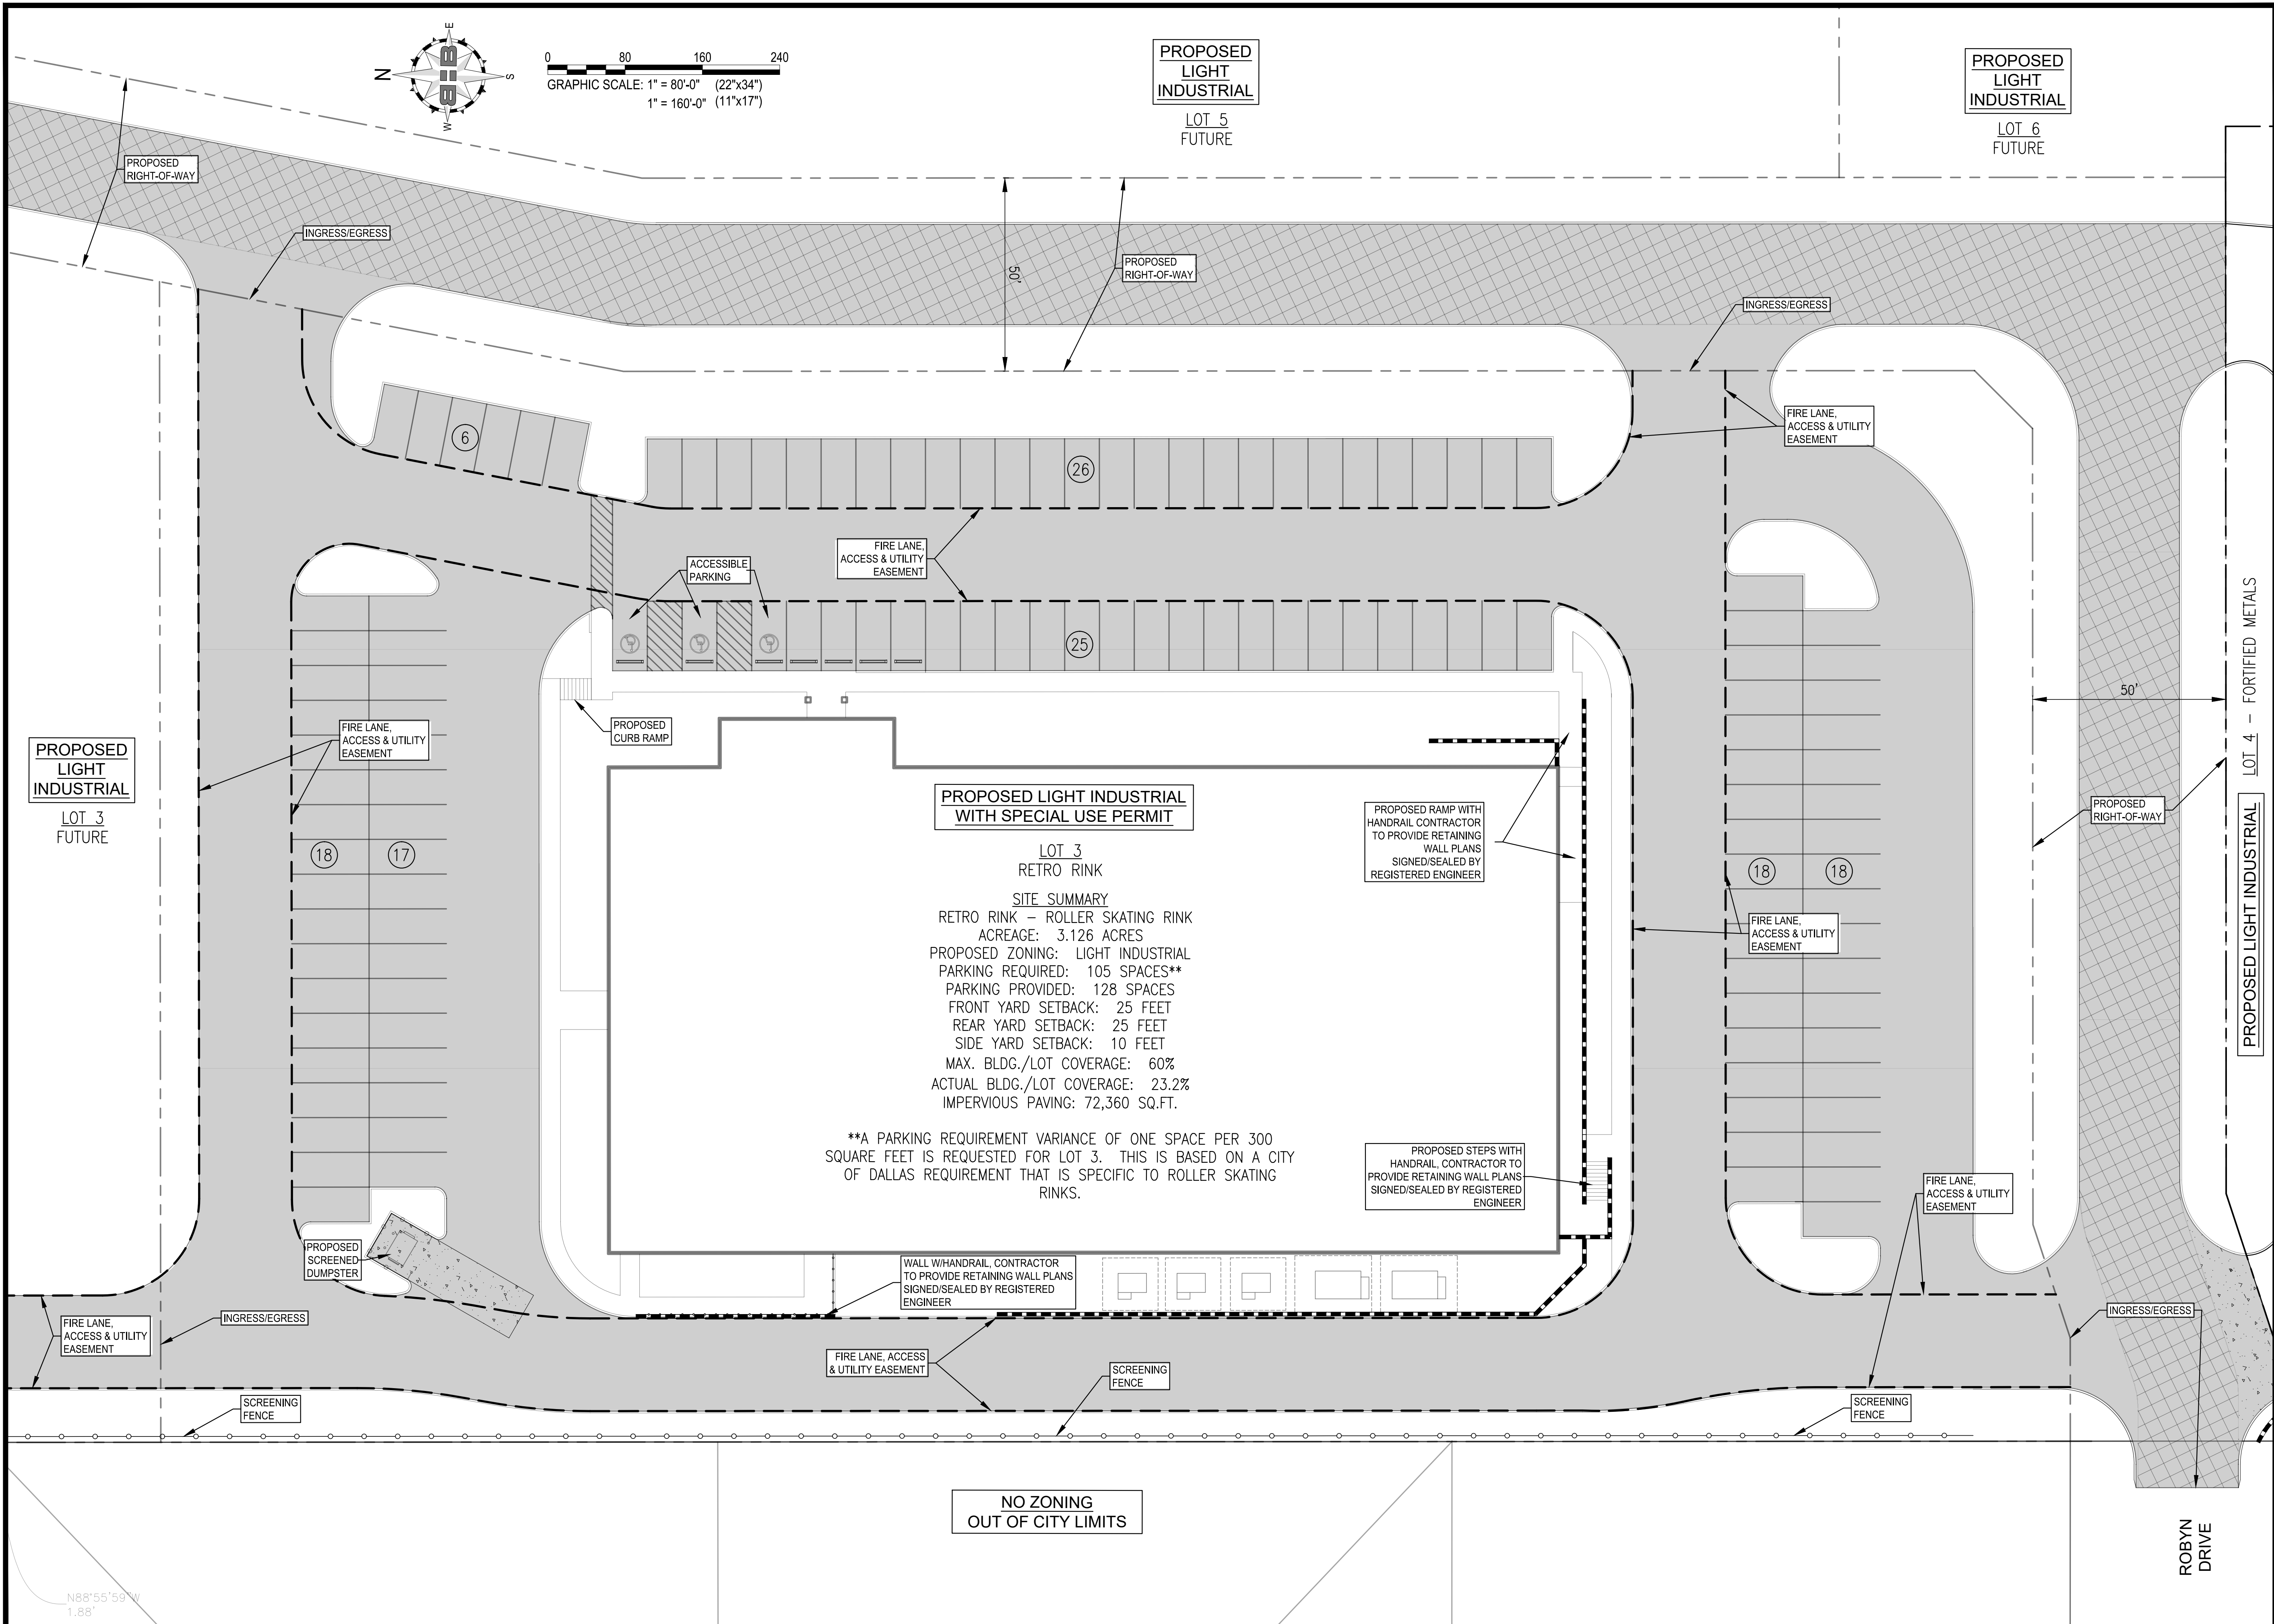 E
N
S
W
BB
0 80 160 240
GRAPHIC SCALE: 1" = 80'-0" (22"x34")
1" = 160'-0" (11"x17")
PROPOSED
LIGHT
INDUSTRIAL
LOT 5
FUTURE
PROPOSED
LIGHT
INDUSTRIAL
LOT 6
FUTURE
PROPOSED
RIGHT-OF-WAY
INGRESS/EGRESS
50'
PROPOSED
RIGHT-OF-WAY
INGRESS/EGRESS
FIRE LANE,
ACCESS & UTILITY
EASEMENT
6
26
FIRE LANE,
ACCESS & UTILITY
EASEMENT
ACCESSIBLE
PARKING
25
PROPOSED
CURB RAMP
FIRE LANE,
ACCESS & UTILITY
EASEMENT
PROPOSED
LIGHT
INDUSTRIAL
LOT 3
FUTURE
18
17
PROPOSED LIGHT INDUSTRIAL
WITH SPECIAL USE PERMIT
LOT 3
RETRO RINK
SITE SUMMARY
RETRO RINK – ROLLER SKATING RINK
ACREAGE: 3.126 ACRES
PROPOSED ZONING: LIGHT INDUSTRIAL
PARKING REQUIRED: 105 SPACES**
PARKING PROVIDED: 128 SPACES
FRONT YARD SETBACK: 25 FEET
REAR YARD SETBACK: 25 FEET
SIDE YARD SETBACK: 10 FEET
MAX. BLDG./LOT COVERAGE: 60%
ACTUAL BLDG./LOT COVERAGE: 23.2%
IMPERVIOUS PAVING: 72,360 SQ.FT.
**A PARKING REQUIREMENT VARIANCE OF ONE SPACE PER 300
SQUARE FEET IS REQUESTED FOR LOT 3. THIS IS BASED ON A CITY
OF DALLAS REQUIREMENT THAT IS SPECIFIC TO ROLLER SKATING
RINKS.
PROPOSED RAMP WITH
HANDRAIL CONTRACTOR
TO PROVIDE RETAINING
WALL PLANS
SIGNED/SEALED BY
REGISTERED ENGINEER
PROPOSED STEPS WITH
HANDRAIL, CONTRACTOR TO
PROVIDE RETAINING WALL PLANS
SIGNED/SEALED BY REGISTERED
ENGINEER
18
18
FIRE LANE,
ACCESS & UTILITY
EASEMENT
50'
PROPOSED
RIGHT-OF-WAY
LOT 4 – FORTIFIED METALS
PROPOSED LIGHT INDUSTRIAL
FIRE LANE,
ACCESS & UTILITY
EASEMENT
PROPOSED
SCREENED
DUMPSTER
WALL W/HANDRAIL, CONTRACTOR
TO PROVIDE RETAINING WALL PLANS
SIGNED/SEALED BY REGISTERED
ENGINEER
INGRESS/EGRESS
INGRESS/EGRESS
FIRE LANE,
ACCESS & UTILITY
EASEMENT
FIRE LANE, ACCESS
& UTILITY EASEMENT
SCREENING
FENCE
SCREENING
FENCE
SCREENING
FENCE
NO ZONING
OUT OF CITY LIMITS
ROBYN
DRIVE
N88°55'59"W
1.88'